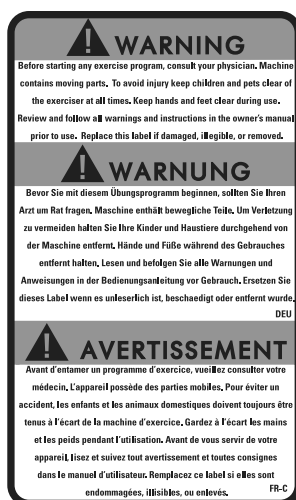 ! WARNING
Before starting any exercise program, consult your physician. Machine
contains moving parts. To avoid injury keep children and pets clear of
the exerciser at all times. Keep hands and feet clear during use.
Review and follow all warnings and instructions in the owner's manual
prior to use. Replace this label if damaged, illegible, or removed.
! WARNUNG
Bevor Sie mit diesem Übungsprogramm beginnen, sollten Sie Ihren
Arzt um Rat fragen. Maschine enthält bewegliche Teile. Um Verletzung
zu vermeiden halten Sie Ihre Kinder und Haustiere durchgehend von
der Maschine entfernt. Hände und Füße während des Gebrauches
entfernt halten. Lesen und befolgen Sie alle Warnungen und
Anweisungen in der Bedienungsanleitung vor Gebrauch. Ersetzen Sie
dieses Label wenn es unleserlich ist, beschaedigt oder entfernt wurde.
DEU
! AVERTISSEMENT
Avant d'entamer un programme d'exercice, vueillez consulter votre
médecin. L'appareil possède des parties mobiles. Pour éviter un
accident, les enfants et les animaux domestiques doivent toujours être
tenus à l'écart de la machine d'exercice. Gardez à l'écart les mains
et les peids pendant l'utilisation. Avant de vous servir de votre
appareil, lisez et suivez tout avertissement et toutes consignes
dans le manuel d'utilisateur. Remplacez ce label si elles sont
endommagées, illisibles, ou enlevés.
FR-C